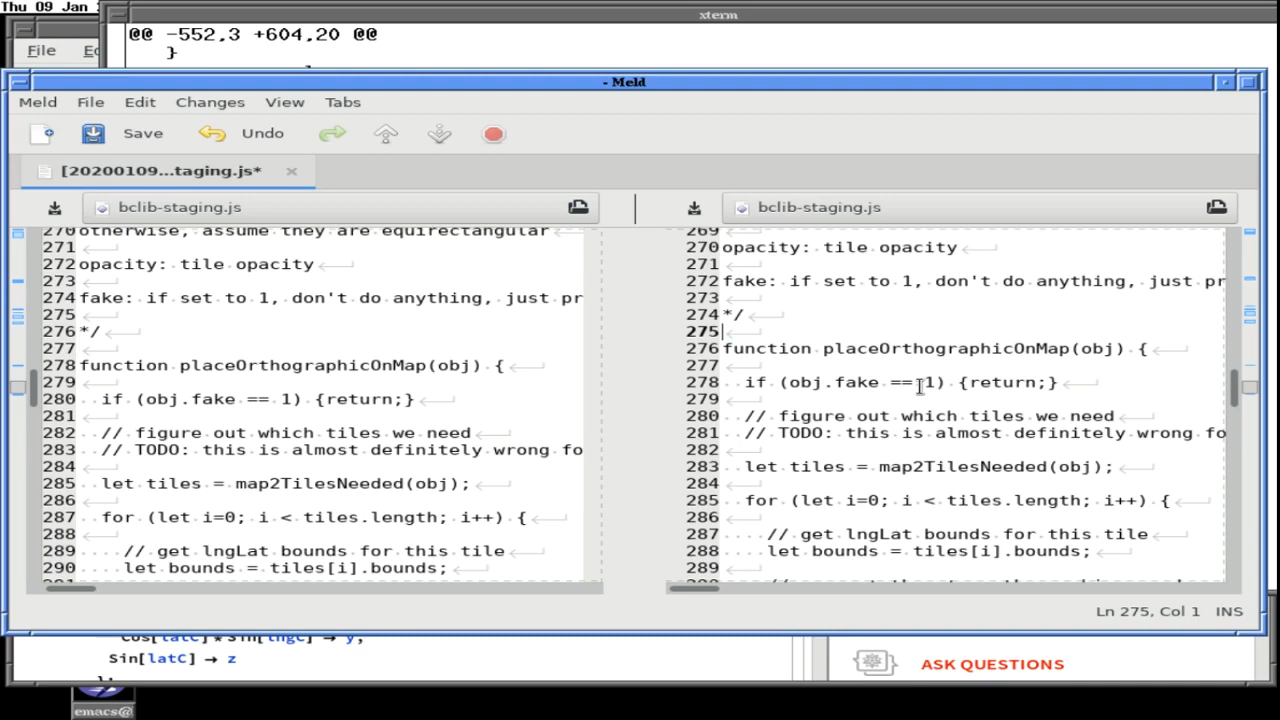 Thu 09 Jan
xterm
@@ -552,3 +604,20 @@
}
File
- Meld
Meld File Edit Changes View Tabs
Save Undo
[20200109...taging.js*
bclib-staging.js
270 otherwise, assume they are equirectangular
271
272 opacity: tile opacity
273
274 fake: if set to 1, don't do anything, just pr
275
276 */
277
278 function placeOrthographicOnMap(obj) {
279
280 if (obj.fake == 1) {return;}
281
282 // figure out which tiles we need
283 // TODO: this is almost definitely wrong fo
284
285 let tiles = map2TilesNeeded(obj);
286
287 for (let i=0; i < tiles.length; i++) {
288
289 // get lngLat bounds for this tile
290 let bounds = tiles[i].bounds;
bclib-staging.js
269
270 opacity: tile opacity
271
272 fake: if set to 1, don't do anything, just pr
273
274 */
275
276 function placeOrthographicOnMap(obj) {
277
278 if (obj.fake == 1) {return;}
279
280 // figure out which tiles we need
281 // TODO: this is almost definitely wrong fo
282
283 let tiles = map2TilesNeeded(obj);
284
285 for (let i=0; i < tiles.length; i++) {
286
287 // get lngLat bounds for this tile
288 let bounds = tiles[i].bounds;
289
Ln 275, Col 1 INS
Cos[latC]*Sin[lngC] → y,
Sin[latC] → z
ASK QUESTIONS
emacs@